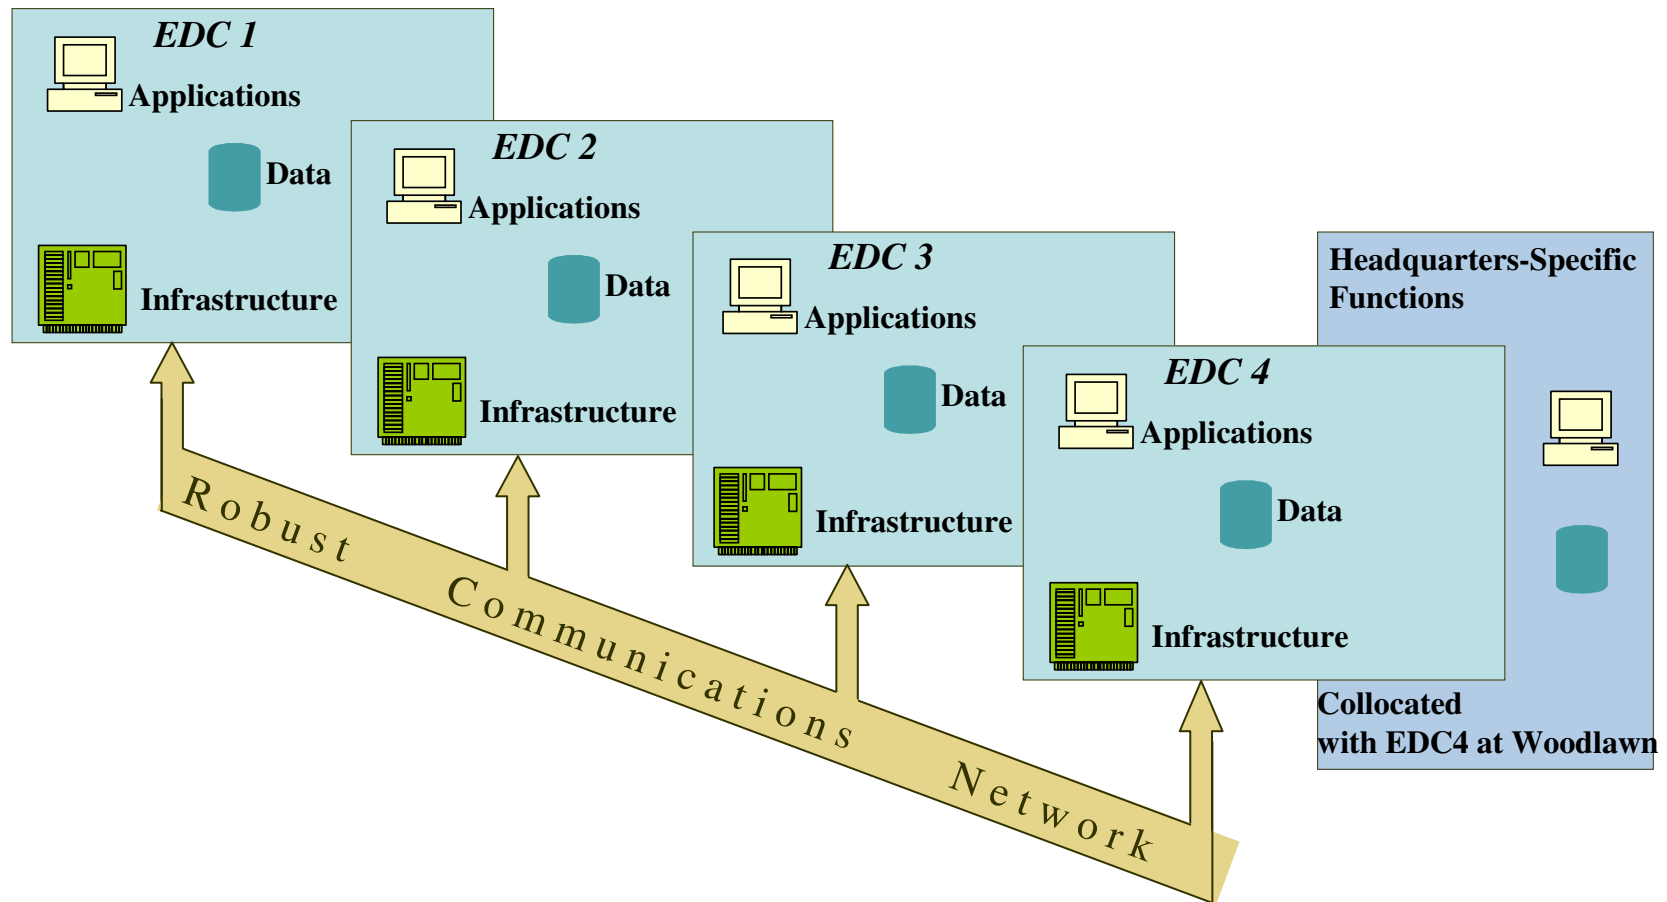 EDC 1
Applications
Data
Infrastructure
EDC 2
Applications
Data
Infrastructure
EDC 3
Applications
Data
Infrastructure
EDC 4
Applications
Data
Infrastructure
Headquarters-Specific
Functions
Collocated
with EDC4 at Woodlawn
Robust Communications Network